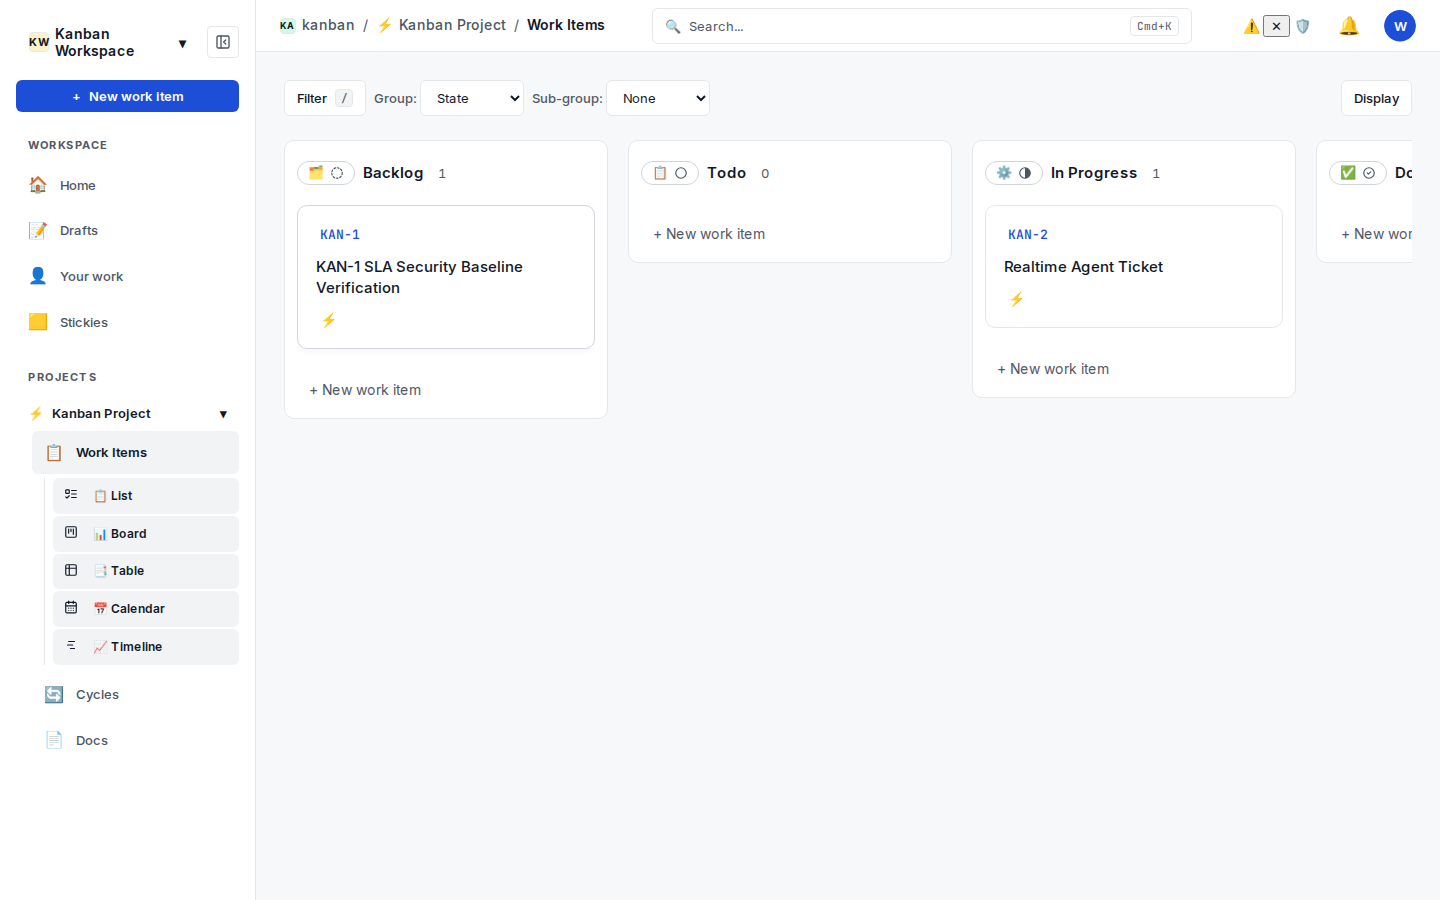 KW
Kanban
Workspace
▼
+ New work item
WORKSPACE
🏠 Home
📝 Drafts
👤 Your work
🟨 Stickies
PROJECTS
⚡ Kanban Project ▼
📋 Work Items
📋 List
📊 Board
📑 Table
📅 Calendar
📈 Timeline
🔄 Cycles
📄 Docs
KA kanban / ⚡ Kanban Project / Work Items
🔍 Search... Cmd+K
⚠️ ✕ 🛡️ 🔔 W
Filter / Group: State Sub-group: None Display
🗂️ Backlog 1
KAN-1
KAN-1 SLA Security Baseline
Verification
⚡
+ New work item
📋 Todo 0
+ New work item
⚙️ In Progress 1
KAN-2
Realtime Agent Ticket
⚡
+ New work item
✅ Do
+ New wor